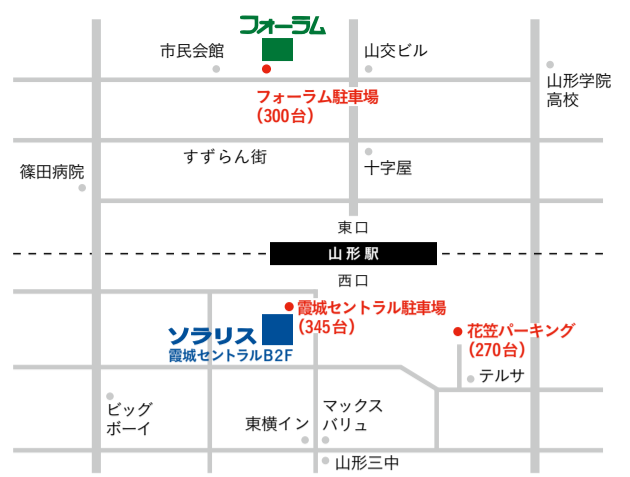 フォーラム
市民会館
山交ビル
山形学院
高校
フォーラム駐車場
(300台)
すずらん街
十字屋
篠田病院
東口
山形駅
西口
霞城セントラル駐車場
(345台)
ソラリス
霞城セントラルB2F
花笠パーキング
(270台)
テルサ
ビッグ
ボーイ
東横イン
マックス
バリュ
山形三中